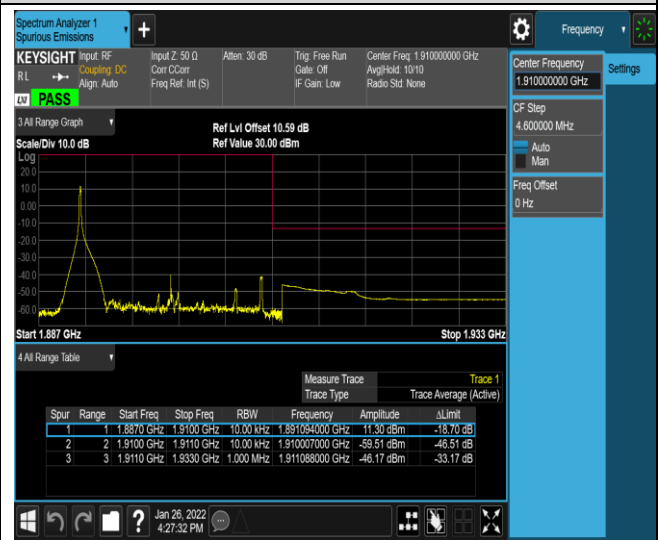 Spectrum Analyzer 1
Spurious Emissions
Frequency
KEYSIGHT Input: RF Input Z: 50 Ω Atten: 30 dB Trig: Free Run Center Freq: 1.910000000 GHz
R L Coupling: DC Corr CCorr Gate: Off Avg|Hold: 10/10
Align: Auto Freq Ref: Int (S) IF Gain: Low Radio Std: None
LXI PASS
Center Frequency
1.910000000 GHz
Settings
CF Step
4.600000 MHz
Auto
Man
Freq Offset
0 Hz
3 All Range Graph
Ref Lvl Offset 10.59 dB
Scale/Div 10.0 dB Ref Value 30.00 dBm
Log
20.0
10.0
0.00
-10.0
-20.0
-30.0
-40.0
-50.0
-60.0
Start 1.887 GHz Stop 1.933 GHz
4 All Range Table
Measure Trace Trace 1
Trace Type Trace Average (Active)
Spur Range Start Freq Stop Freq RBW Frequency Amplitude ΔLimit
1 1 1.8870 GHz 1.9100 GHz 10.00 kHz 1.891094000 GHz 11.30 dBm -18.70 dB
2 2 1.9100 GHz 1.9110 GHz 10.00 kHz 1.910007000 GHz -59.51 dBm -46.51 dB
3 3 1.9110 GHz 1.9330 GHz 1.000 MHz 1.911088000 GHz -46.17 dBm -33.17 dB
Jan 26, 2022
4:27:32 PM